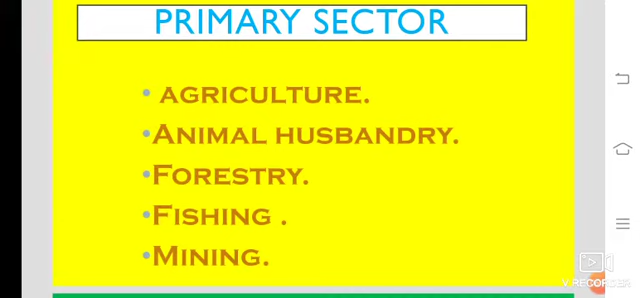 PRIMARY SECTOR
• AGRICULTURE.
•ANIMAL HUSBANDRY.
•FORESTRY.
•FISHING .
•MINING.
V RECORDER